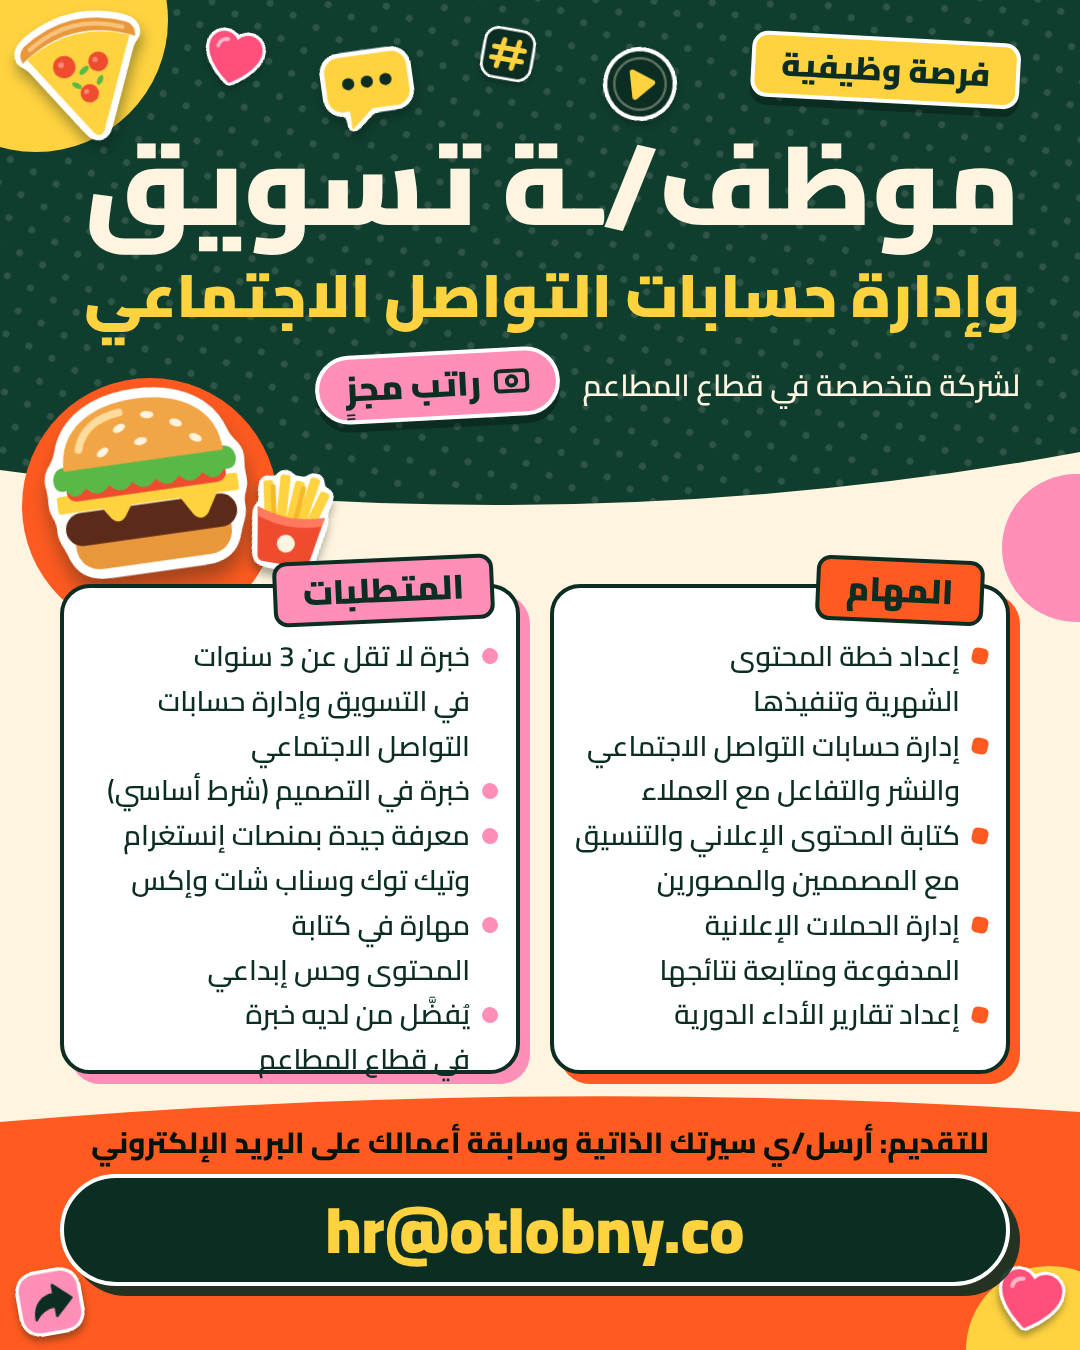 فرصة وظيفية
#
موظف/ـة تسويق
وإدارة حسابات التواصل الاجتماعي
لشركة متخصصة في قطاع المطاعم
راتب مجزٍ
المهام
إعداد خطة المحتوى
الشهرية وتنفيذها
إدارة حسابات التواصل الاجتماعي
والنشر والتفاعل مع العملاء
كتابة المحتوى الإعلاني والتنسيق
مع المصممين والمصورين
إدارة الحملات الإعلانية
المدفوعة ومتابعة نتائجها
إعداد تقارير الأداء الدورية
المتطلبات
خبرة لا تقل عن 3 سنوات
في التسويق وإدارة حسابات
التواصل الاجتماعي
خبرة في التصميم (شرط أساسي)
معرفة جيدة بمنصات إنستغرام
وتيك توك وسناب شات وإكس
مهارة في كتابة
المحتوى وحس إبداعي
يُفضَّل من لديه خبرة
في قطاع المطاعم
للتقديم: أرسل/ي سيرتك الذاتية وسابقة أعمالك على البريد الإلكتروني
hr@otlobny.co